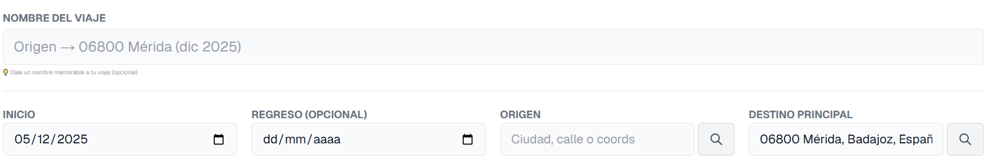 NOMBRE DEL VIAJE
Origen → 06800 Mérida (dic 2025)
💡 Dale un nombre memorable a tu viaje (opcional)
INICIO
REGRESO (OPCIONAL)
ORIGEN
DESTINO PRINCIPAL
05/12/2025
dd/mm/aaaa
Ciudad, calle o coords
06800 Mérida, Badajoz, Españ